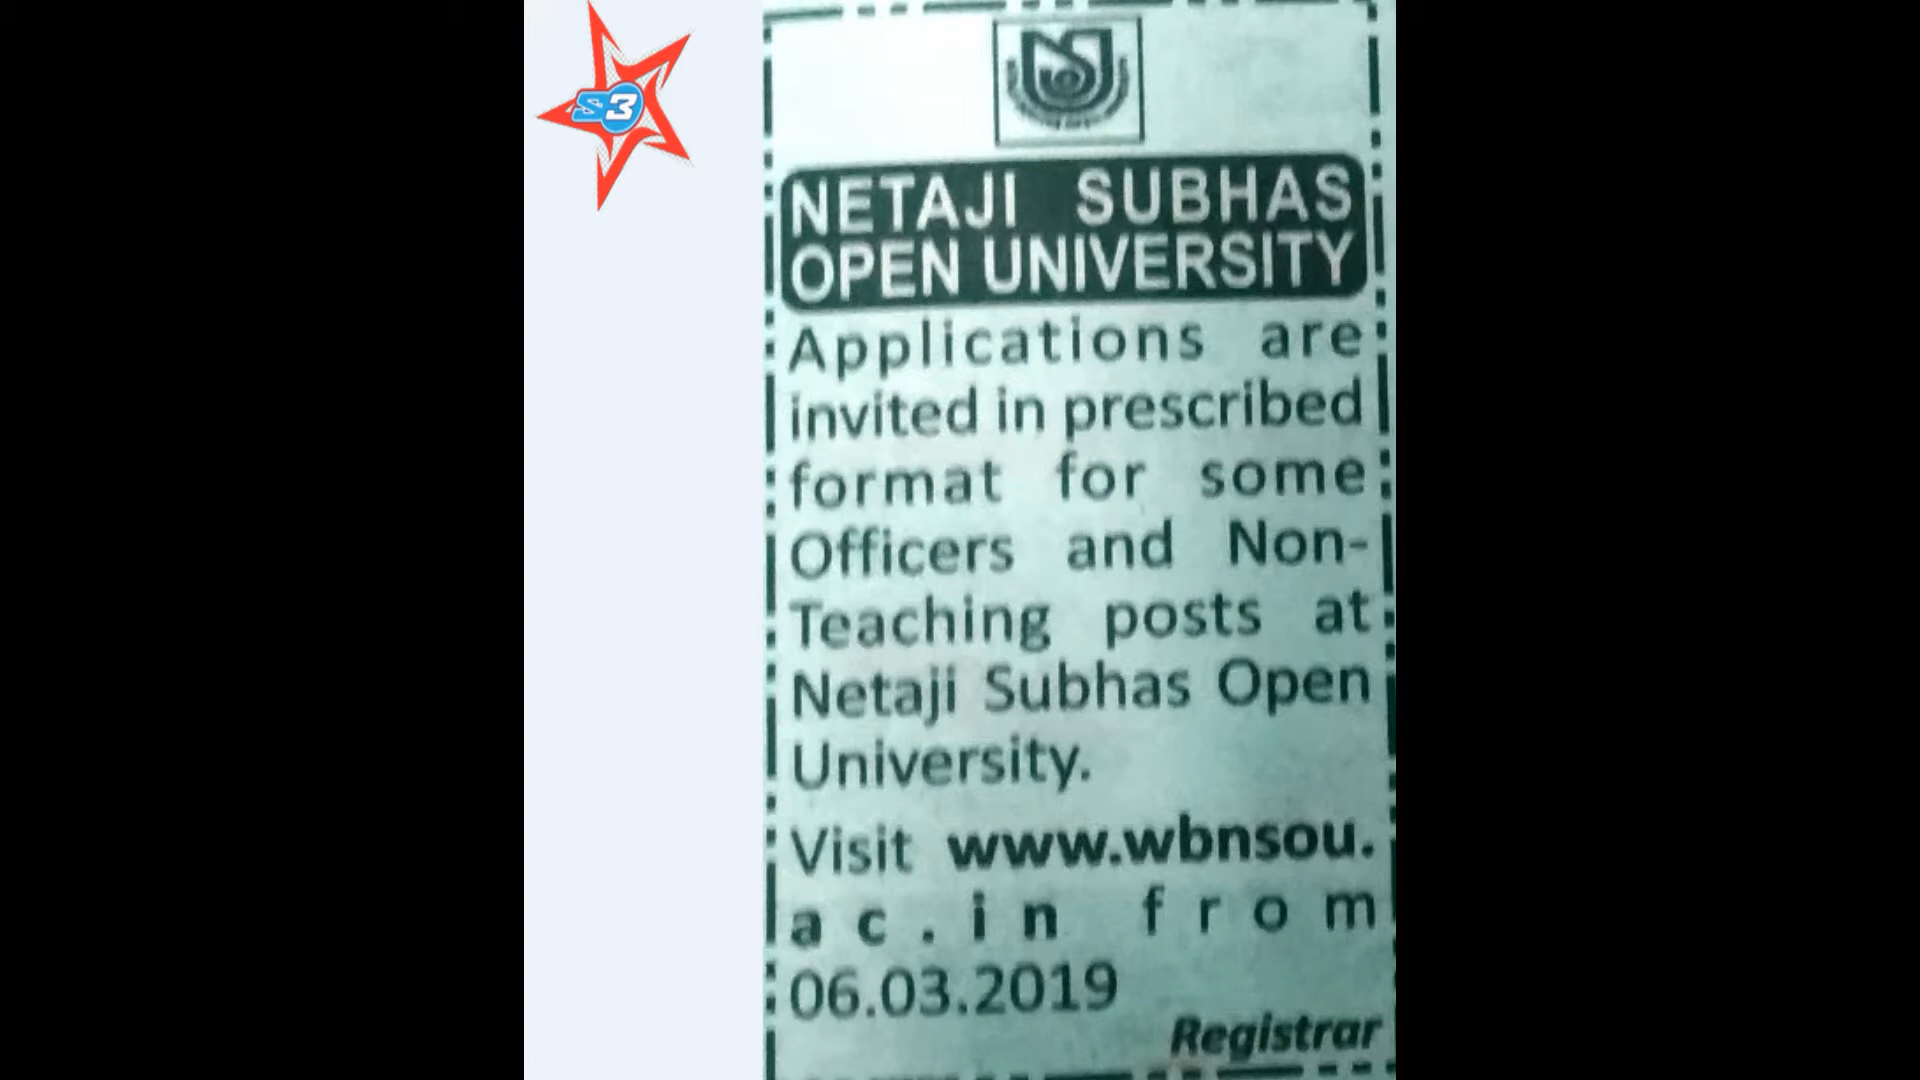 S3
NETAJI SUBHAS
OPEN UNIVERSITY
Applications are
invited in prescribed
format for some
Officers and Non-
Teaching posts at
Netaji Subhas Open
University.
Visit www.wbnsou.
ac.in from
06.03.2019
Registrar